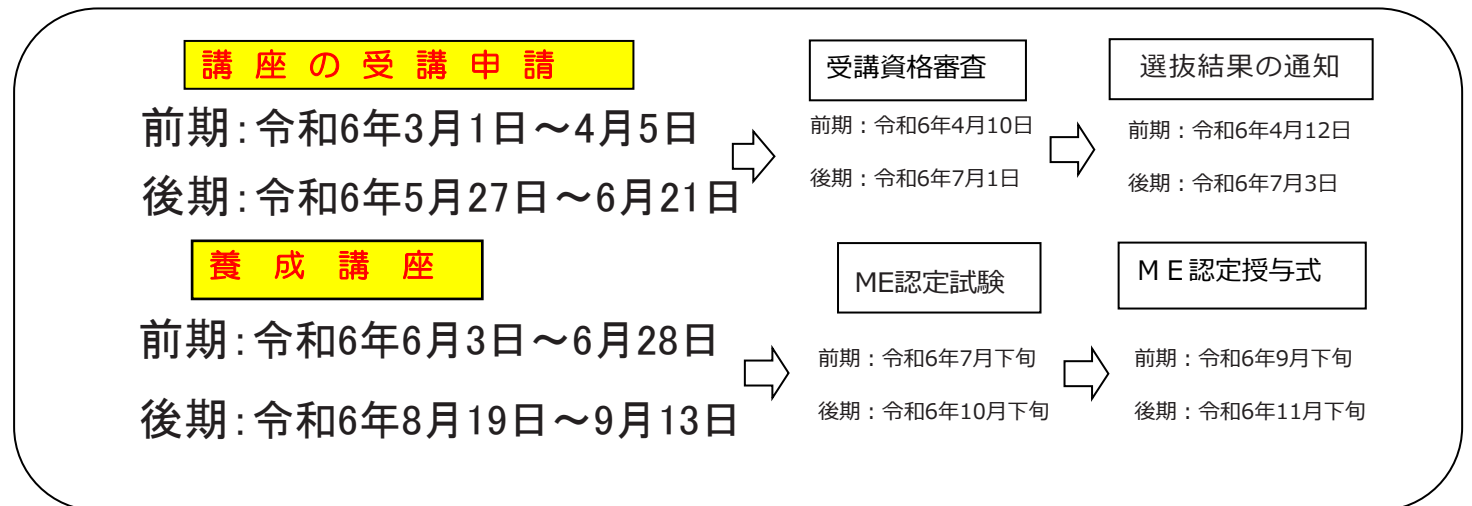 講座の受講申請
前期：令和6年3月1日～4月5日
後期：令和6年5月27日～6月21日
受講資格審査
前期：令和6年4月10日
後期：令和6年7月1日
選抜結果の通知
前期：令和6年4月12日
後期：令和6年7月3日
養成講座
前期：令和6年6月3日～6月28日
後期：令和6年8月19日～9月13日
ME認定試験
前期：令和6年7月下旬
後期：令和6年10月下旬
ＭＥ認定授与式
前期：令和6年9月下旬
後期：令和6年11月下旬